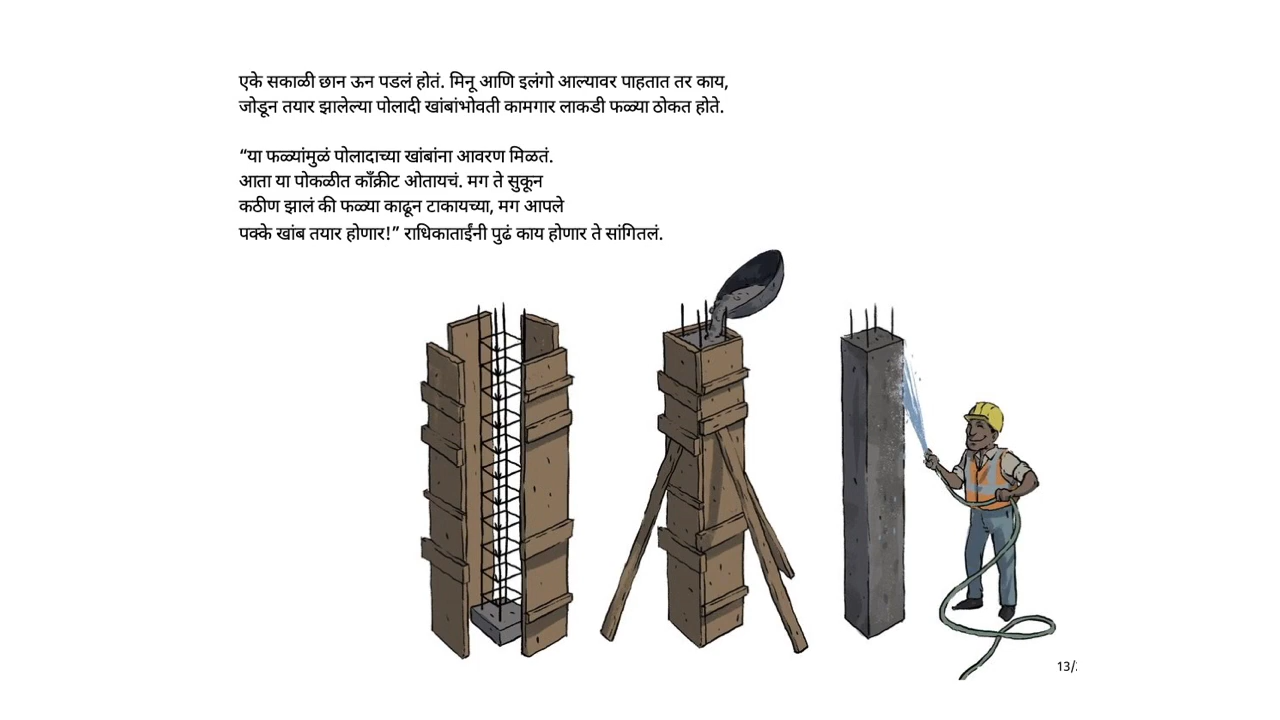 एके सकाळी छान ऊन पडलं होतं. मिनू आणि इलंगो आल्यावर पाहतात तर काय,
जोडून तयार झालेल्या पोलादी खांबांभोवती कामगार लाकडी फळ्या ठोकत होते.
“या फळ्यांमुळं पोलादाच्या खांबांना आवरण मिळतं.
आता या पोकळीत काँक्रीट ओतायचं. मग ते सुकून
कठीण झालं की फळ्या काढून टाकायच्या, मग आपले
पक्के खांब तयार होणार!” राधिकाताईंनी पुढं काय होणार ते सांगितलं.
13/